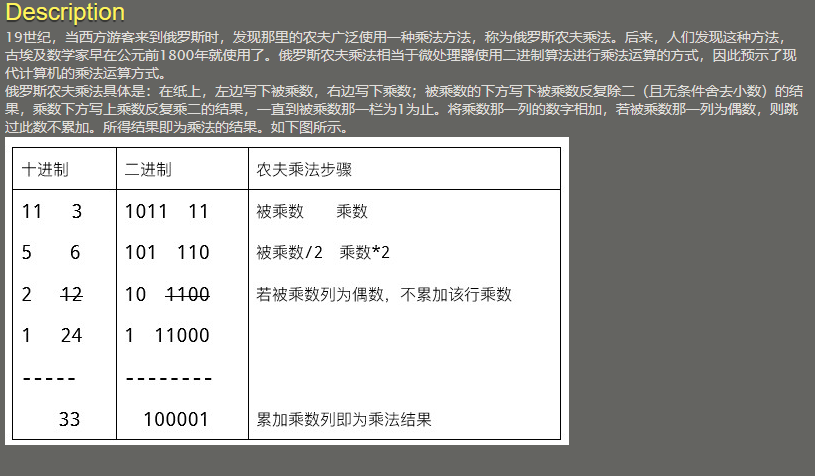 Description
19世纪，当西方游客来到俄罗斯时，发现那里的农夫广泛使用一种乘法方法，称为俄罗斯农夫乘法。后来，人们发现这种方法，
古埃及数学家早在公元前1800年就使用了。俄罗斯农夫乘法相当于微处理器使用二进制算法进行乘法运算的方式，因此预示了现
代计算机的乘法运算方式。
俄罗斯农夫乘法具体是：在纸上，左边写下被乘数，右边写下乘数；被乘数的下方写下被乘数反复除二（且无条件舍去小数）的结
果，乘数下方写上乘数反复乘二的结果，一直到被乘数那一栏为1为止。将乘数那一列的数字相加，若被乘数那一列为偶数，则跳
过此数不累加。所得结果即为乘法的结果。如下图所示。
十进制 二进制 农夫乘法步骤
11 3 1011 11 被乘数 乘数
5 6 101 110 被乘数/2 乘数*2
2 12 10 1100 若被乘数列为偶数，不累加该行乘数
1 24 1 11000
----- --------
33 100001 累加乘数列即为乘法结果